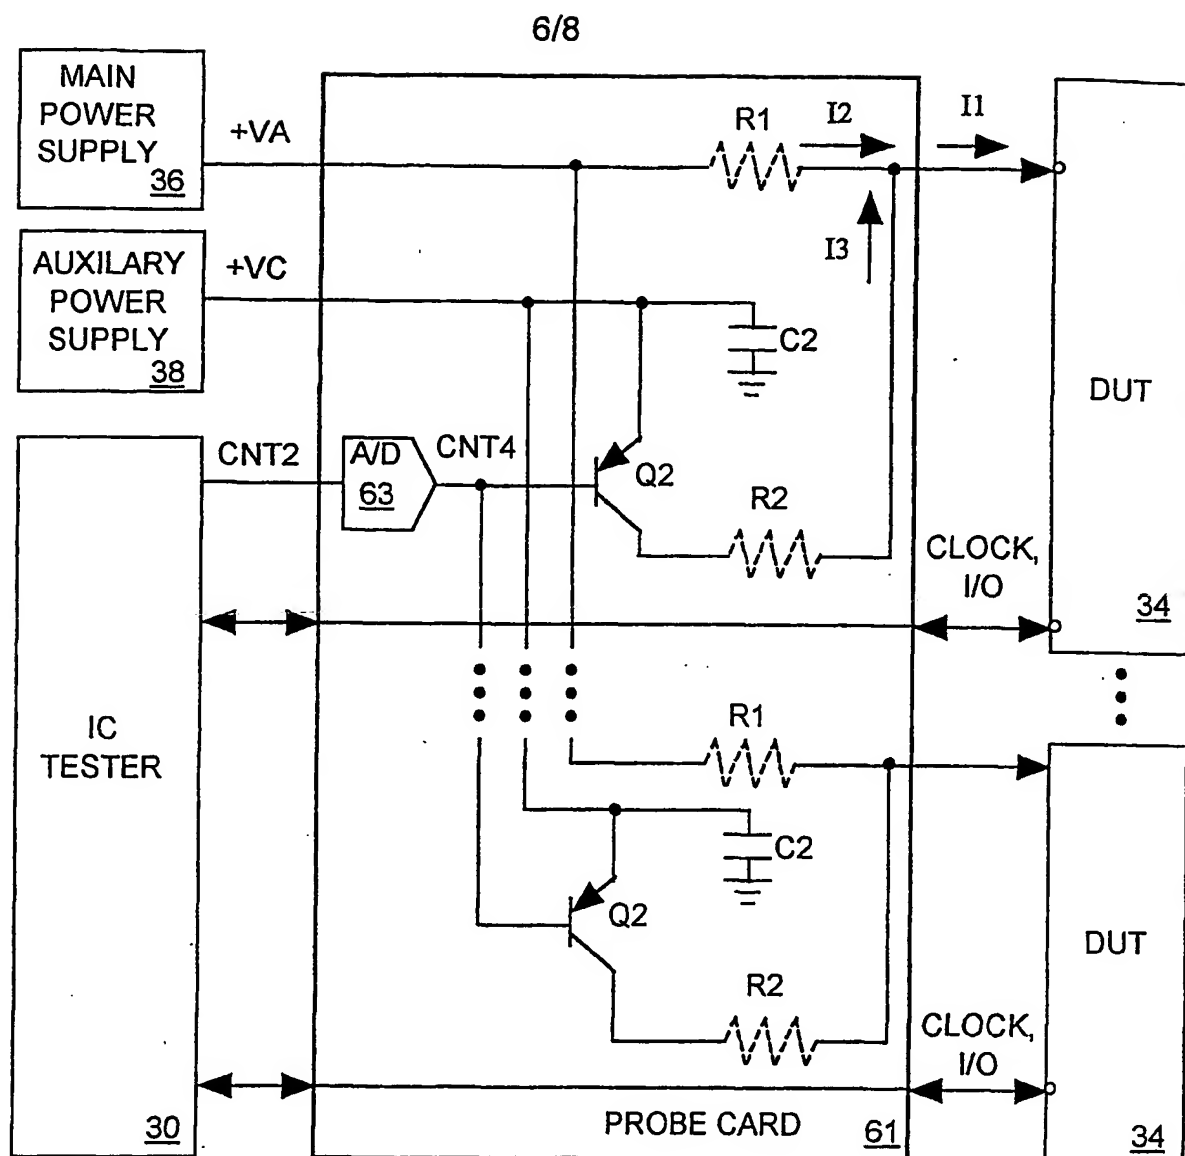 6/8
MAIN
POWER
SUPPLY
36
+VA
R1
I2
I1
I3
AUXILARY
POWER
SUPPLY
38
+VC
C2
DUT
34
CNT2
A/D
63
CNT4
Q2
R2
CLOCK,
I/O
IC
TESTER
30
R1
C2
Q2
R2
DUT
34
CLOCK,
I/O
PROBE CARD
61